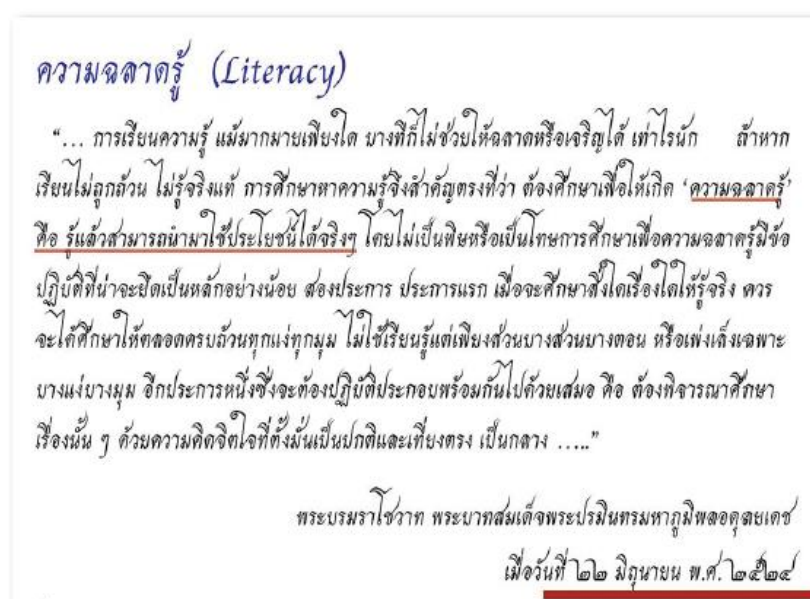 ความฉลาดรู้ (Literacy)
“... การเรียนความรู้ แม้มากมายเพียงใด บางทีก็ไม่ช่วยให้ฉลาดหรือเจริญได้ เท่าไรนัก ถ้าหาก
เรียนไม่ถูกถ้วน ไม่รู้จริงแท้ การศึกษาหาความรู้จึงสำคัญตรงที่ว่า ต้องศึกษาเพื่อให้เกิด ‘ความฉลาดรู้’
คือ รู้แล้วสามารถนำมาใช้ประโยชน์ได้จริงๆ โดยไม่เป็นพิษหรือเป็นโทษการศึกษาเพื่อความฉลาดรู้มีข้อ
ปฏิบัติที่น่าจะยึดเป็นหลักอย่างน้อย สองประการ ประการแรก เมื่อจะศึกษาสิ่งใดเรื่องใดให้รู้จริง ควร
จะได้ศึกษาให้ตลอดครบถ้วนทุกแง่ทุกมุม ไม่ใช่เรียนรู้แต่เพียงส่วนบางส่วนบางตอน หรือเพ่งเล็งเฉพาะ
บางแง่บางมุม อีกประการหนึ่งซึ่งจะต้องปฏิบัติประกอบพร้อมกันไปด้วยเสมอ คือ ต้องพิจารณาศึกษา
เรื่องนั้น ๆ ด้วยความคิดจิตใจที่ตั้งมั่นเป็นปกติและเที่ยงตรง เป็นกลาง .....”
พระบรมราโชวาท พระบาทสมเด็จพระปรมินทรมหาภูมิพลอดุลยเดช
เมื่อวันที่ ๒๒ มิถุนายน พ.ศ. ๒๕๒๔